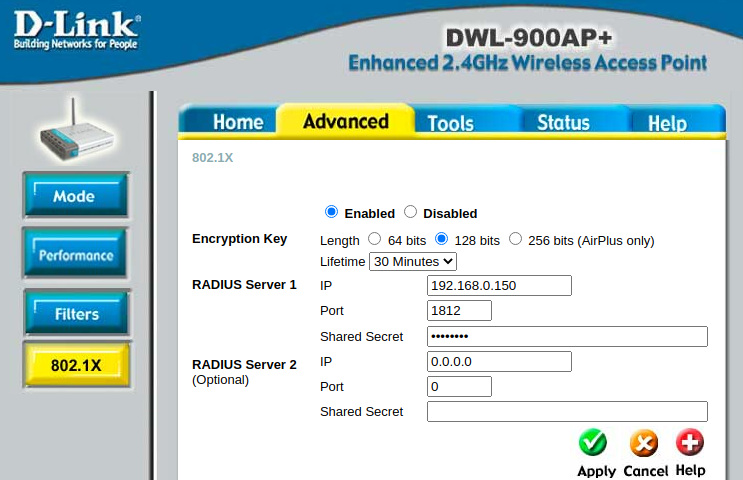 D-Link
Building Networks for People
DWL-900AP+
Enhanced 2.4GHz Wireless Access Point
Home Advanced Tools Status Help
Mode
Performance
Filters
802.1X
802.1X
Enabled Disabled
Encryption Key Length 64 bits 128 bits 256 bits (AirPlus only)
Lifetime 30 Minutes
RADIUS Server 1 IP 192.168.0.150
Port 1812
Shared Secret ••••••••
RADIUS Server 2 IP 0.0.0.0
(Optional)
Port 0
Shared Secret
Apply Cancel Help